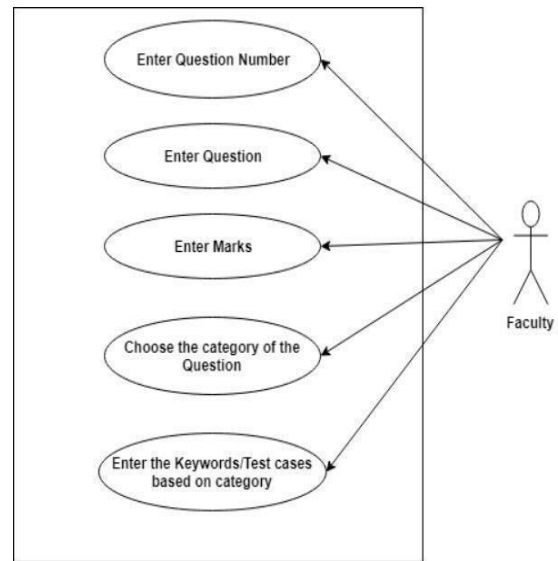 Enter Question Number
Enter Question
Enter Marks
Choose the category of the
Question
Enter the Keywords/Test cases
based on category
Faculty